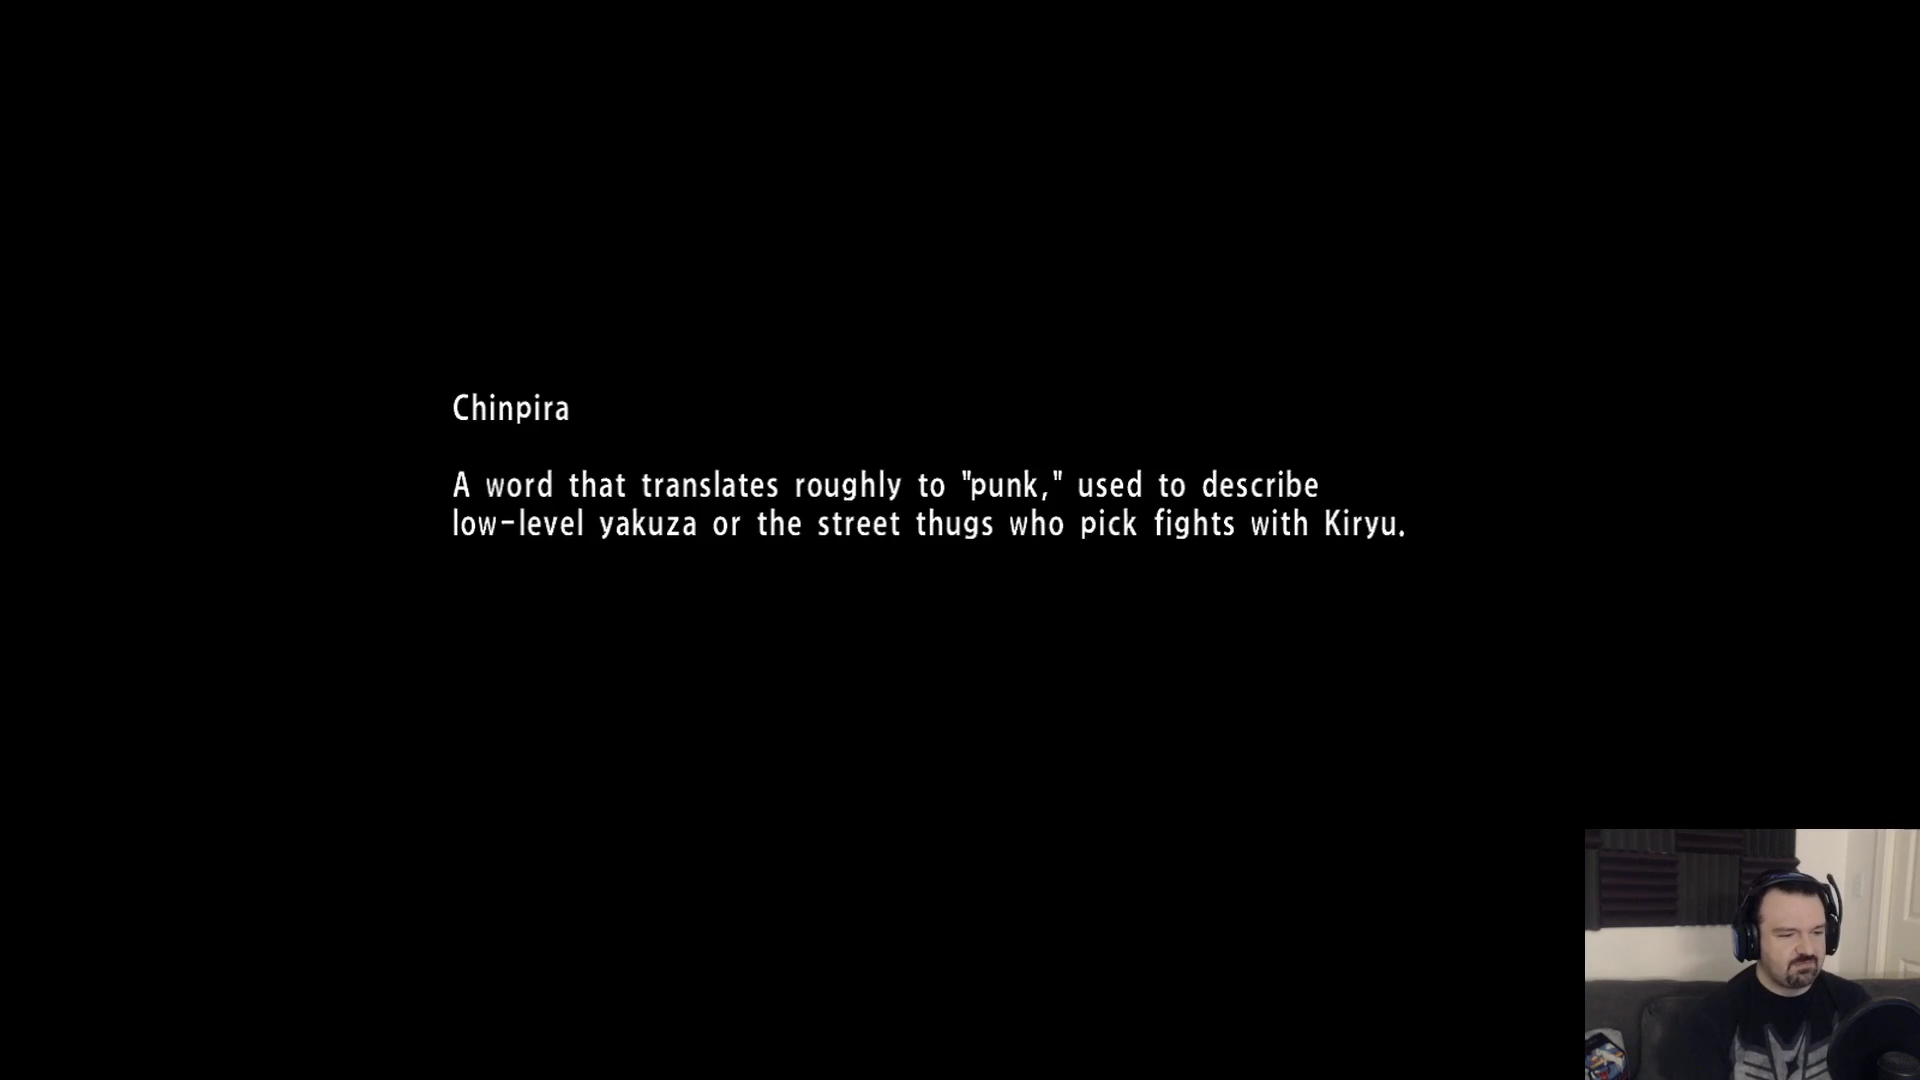 Chinpira
A word that translates roughly to "punk," used to describe
low-level yakuza or the street thugs who pick fights with Kiryu.